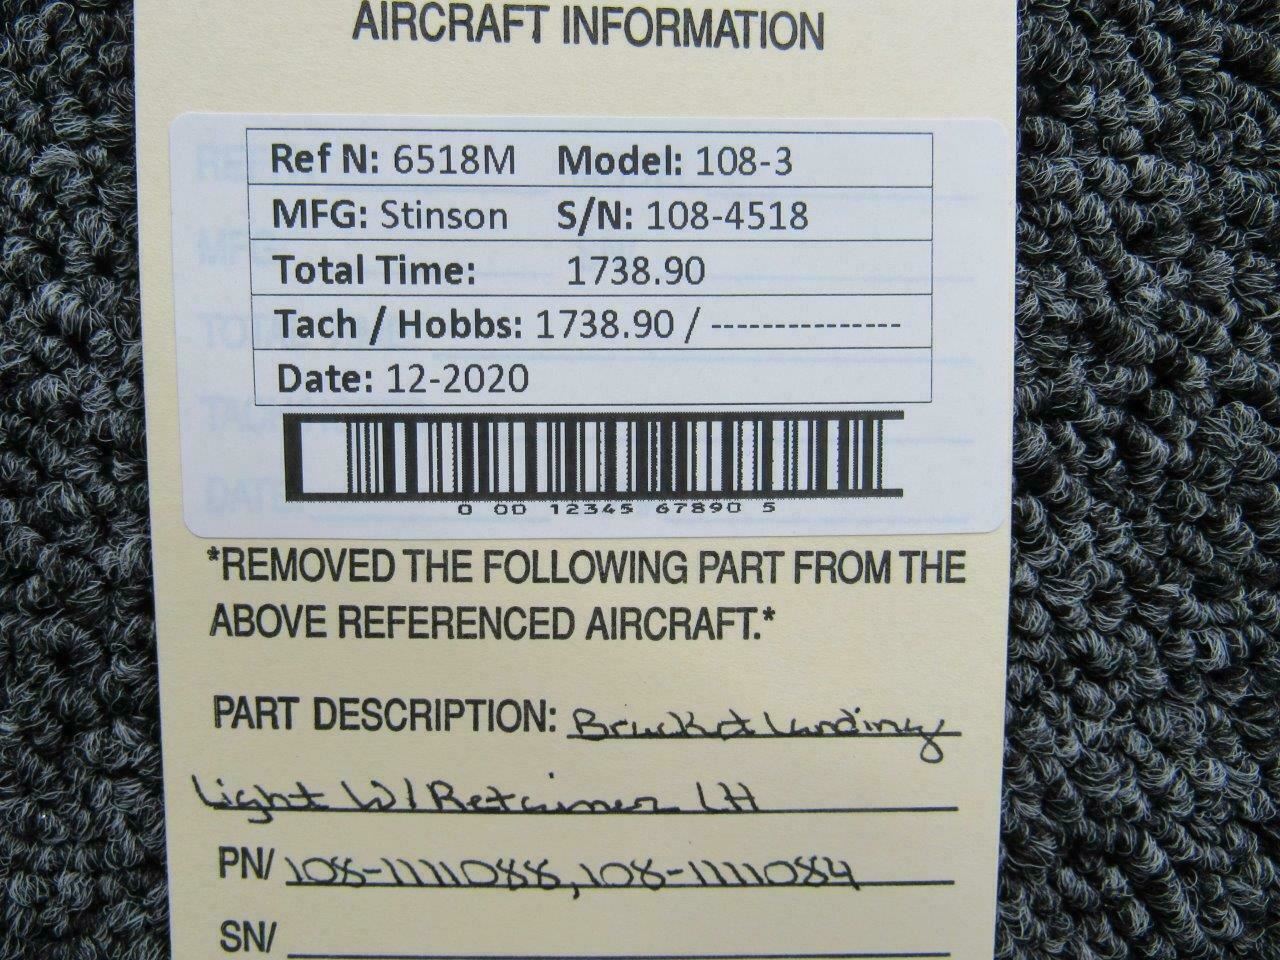 AIRCRAFT INFORMATION
Ref N: 6518M Model: 108-3
MFG: Stinson S/N: 108-4518
Total Time: 1738.90
Tach / Hobbs: 1738.90 / ---------------
Date: 12-2020
0 00 12345 67890 5
*REMOVED THE FOLLOWING PART FROM THE
ABOVE REFERENCED AIRCRAFT.*
PART DESCRIPTION: Bracket Landing
Light W/Retainer LH
PN/ 108-1111088, 108-1111084
SN/